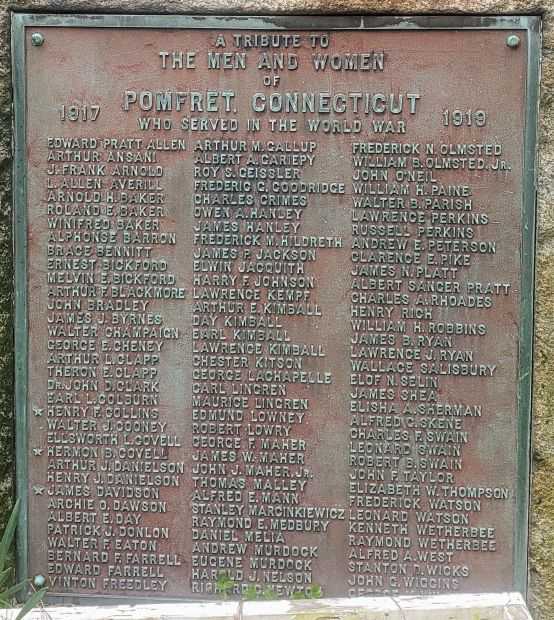 A TRIBUTE TO
THE MEN AND WOMEN
OF
POMFRET, CONNECTICUT
1917
1919
WHO SERVED IN THE WORLD WAR
EDWARD PRATT ALLEN
ARTHUR ANSANI
J. FRANK ARNOLD
L. ALLEN AVERILL
ARNOLD H. BAKER
ROLAND E. BAKER
WINIFRED BAKER
ALPHONSE BARRON
BRACE BENNITT
ERNEST BICKFORD
MELVIN E. BICKFORD
ARTHUR F. BLACKMORE
JOHN BRADLEY
JAMES J. BYRNES
WALTER CHAMPAIGN
GEORGE E. CHENEY
ARTHUR L. CLAPP
THERON E. CLAPP
DR. JOHN D. CLARK
EARL L. COLBURN
★ HENRY F. COLLINS
WALTER J. COONEY
ELLSWORTH L. COVELL
★ HERMON B. COVELL
ARTHUR J. DANIELSON
HENRY J. DANIELSON
★ JAMES DAVIDSON
ARCHIE O. DAWSON
ALBERT E. DAY
PATRICK J. DONLON
WALTER F. EATON
BERNARD F. FARRELL
EDWARD FARRELL
VINTON FREEDLEY
ARTHUR M. GALLUP
ALBERT A. GARIEPY
ROY S. GEISSLER
FREDERIC G. GOODRIDGE
CHARLES GRIMES
OWEN A. HANLEY
JAMES HANLEY
FREDERICK M. HILDRETH
JAMES P. JACKSON
ELWIN JACQUITH
HARRY F. JOHNSON
LAWRENCE KEMPF
ARTHUR E. KIMBALL
DAY KIMBALL
EARL KIMBALL
LAWRENCE KIMBALL
CHESTER KITSON
GEORGE LACHAPELLE
CARL LINGREN
MAURICE LINGREN
EDMUND LOWNEY
ROBERT LOWRY
GEORGE F. MAHER
JAMES W. MAHER
JOHN J. MAHER, JR.
THOMAS MALLEY
ALFRED E. MANN
STANLEY MARCINKIEWICZ
RAYMOND E. MEDBURY
DANIEL MELIA
ANDREW MURDOCK
EUGENE MURDOCK
HAROLD J. NELSON
FREDERICK N. OLMSTED
WILLIAM B. OLMSTED, JR.
JOHN O'NEIL
WILLIAM H. PAINE
WALTER B. PARISH
LAWRENCE PERKINS
RUSSELL PERKINS
ANDREW E. PETERSON
CLARENCE E. PIKE
JAMES N. PLATT
ALBERT SANGER PRATT
CHARLES A. RHOADES
HENRY RICH
WILLIAM H. ROBBINS
JAMES B. RYAN
LAWRENCE J. RYAN
WALLACE SALISBURY
ELOF N. SELIN
JAMES SHEA
ELISHA A. SHERMAN
ALFRED G. SKENE
CHARLES F. SWAIN
LEONARD SWAIN
ROBERT B. SWAIN
JOHN F. TAYLOR
ELIZABETH W. THOMPSON
FREDERICK WATSON
LEONARD WATSON
KENNETH WETHERBEE
RAYMOND WETHERBEE
ALFRED A. WEST
STANTON D. WICKS
JOHN G. WIGGINS
GEORGE